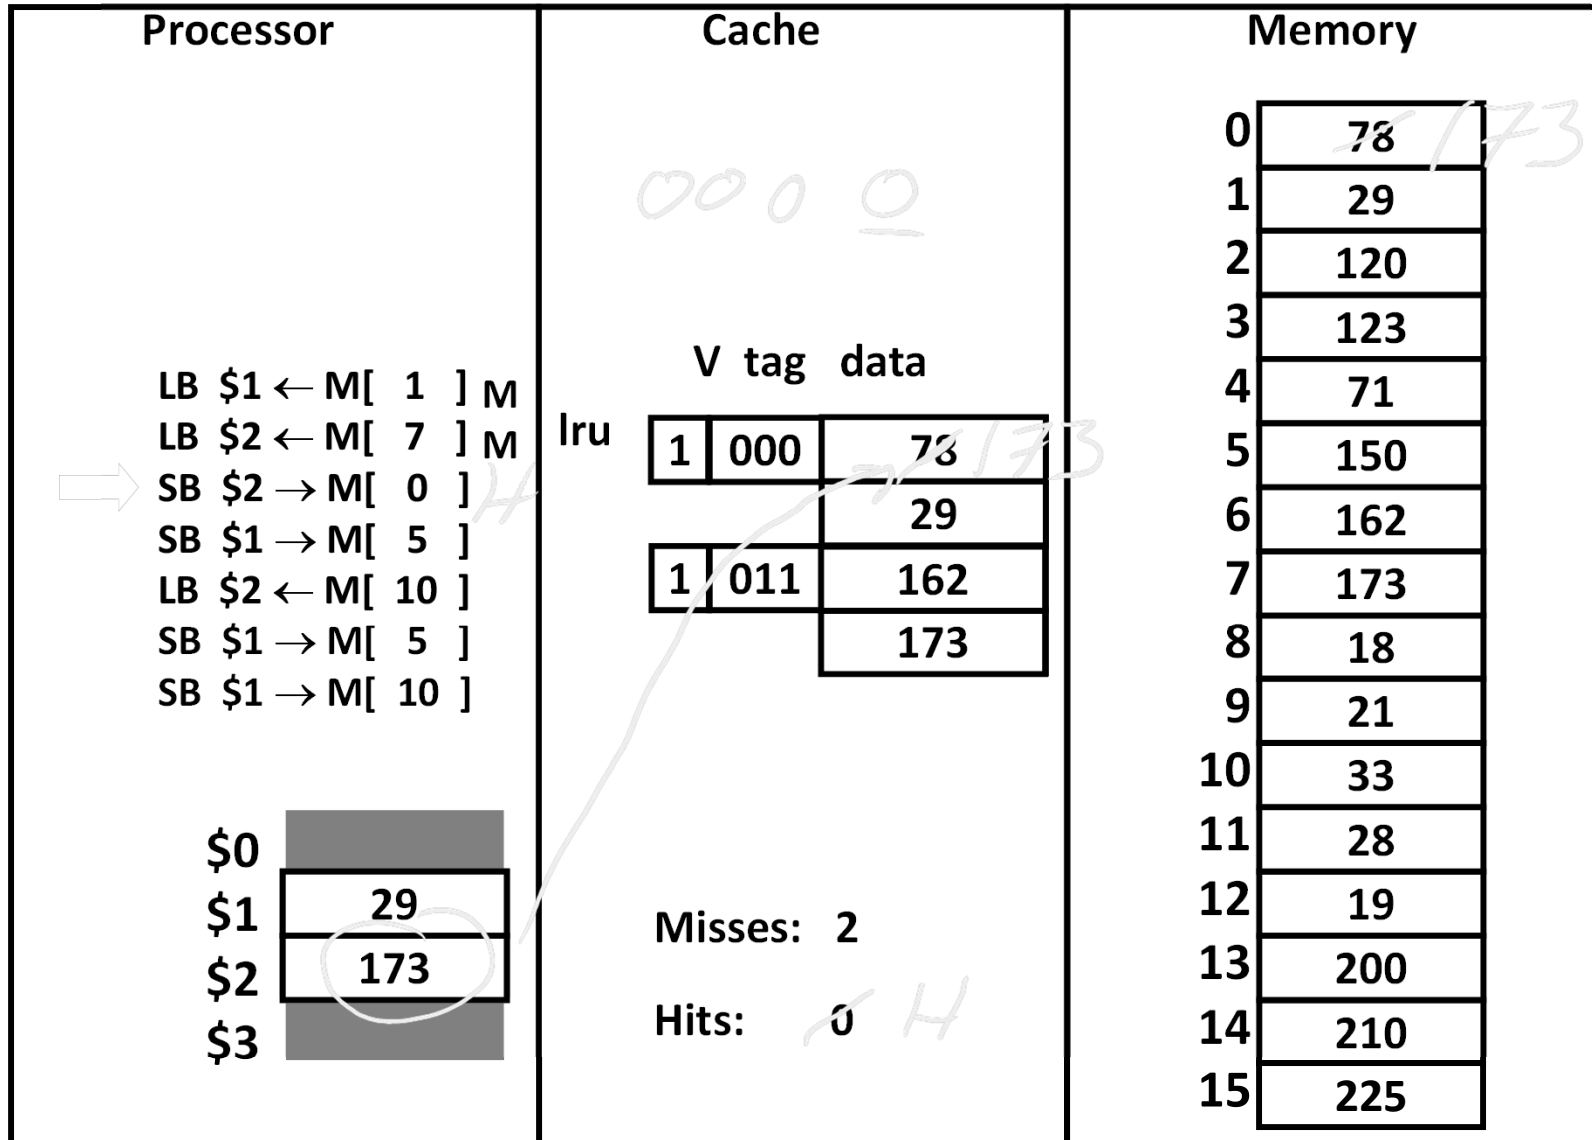 Processor
LB $1 ← M[ 1 ] M
LB $2 ← M[ 7 ] M
SB $2 → M[ 0 ] H
SB $1 → M[ 5 ]
LB $2 ← M[ 10 ]
SB $1 → M[ 5 ]
SB $1 → M[ 10 ]
$0
$1 29
$2 173
$3
Cache
000 0
V tag data
lru 1 000 78 173
29
1 011 162
173
Misses: 2
Hits: 0 H
Memory
0 78 173
1 29
2 120
3 123
4 71
5 150
6 162
7 173
8 18
9 21
10 33
11 28
12 19
13 200
14 210
15 225